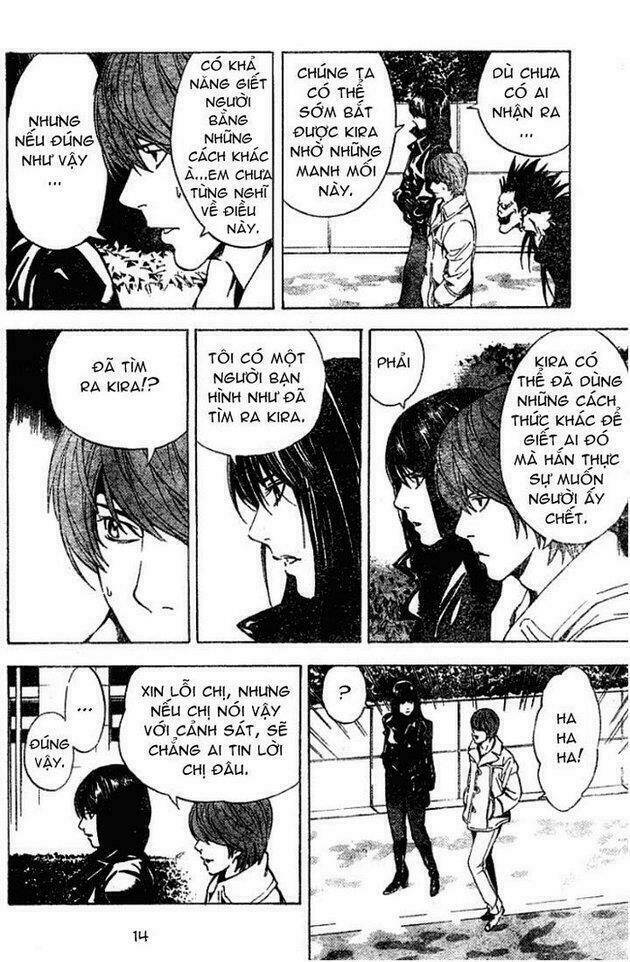 DÙ CHƯA
CÓ AI
NHẬN RA
...
CHÚNG TA
CÓ THỂ
SỚM BẮT
ĐƯỢC KIRA
NHỜ NHỮNG
MANH MỐI
NÀY.
CÓ KHẢ
NĂNG GIẾT
NGƯỜI
BẰNG
NHỮNG
CÁCH KHÁC
À...EM CHƯA
TỪNG NGHĨ
VỀ ĐIỀU
NÀY.
NHƯNG
NẾU ĐÚNG
NHƯ VẬY
...
KIRA CÓ
THỂ ĐÃ DÙNG
NHỮNG CÁCH
THỨC KHÁC ĐỂ
GIẾT AI ĐÓ
MÀ HẮN THỰC
SỰ MUỐN
NGƯỜI ẤY
CHẾT.
PHẢI
TÔI CÓ MỘT
NGƯỜI BẠN
HÌNH NHƯ ĐÃ
TÌM RA KIRA.
ĐÃ TÌM
RA KIRA!?
HA
HA
HA!
?
XIN LỖI CHỊ, NHƯNG
NẾU CHỊ NÓI VẬY
VỚI CẢNH SÁT, SẼ
CHẲNG AI TIN LỜI
CHỊ ĐÂU.
...
ĐÚNG
VẬY.
14